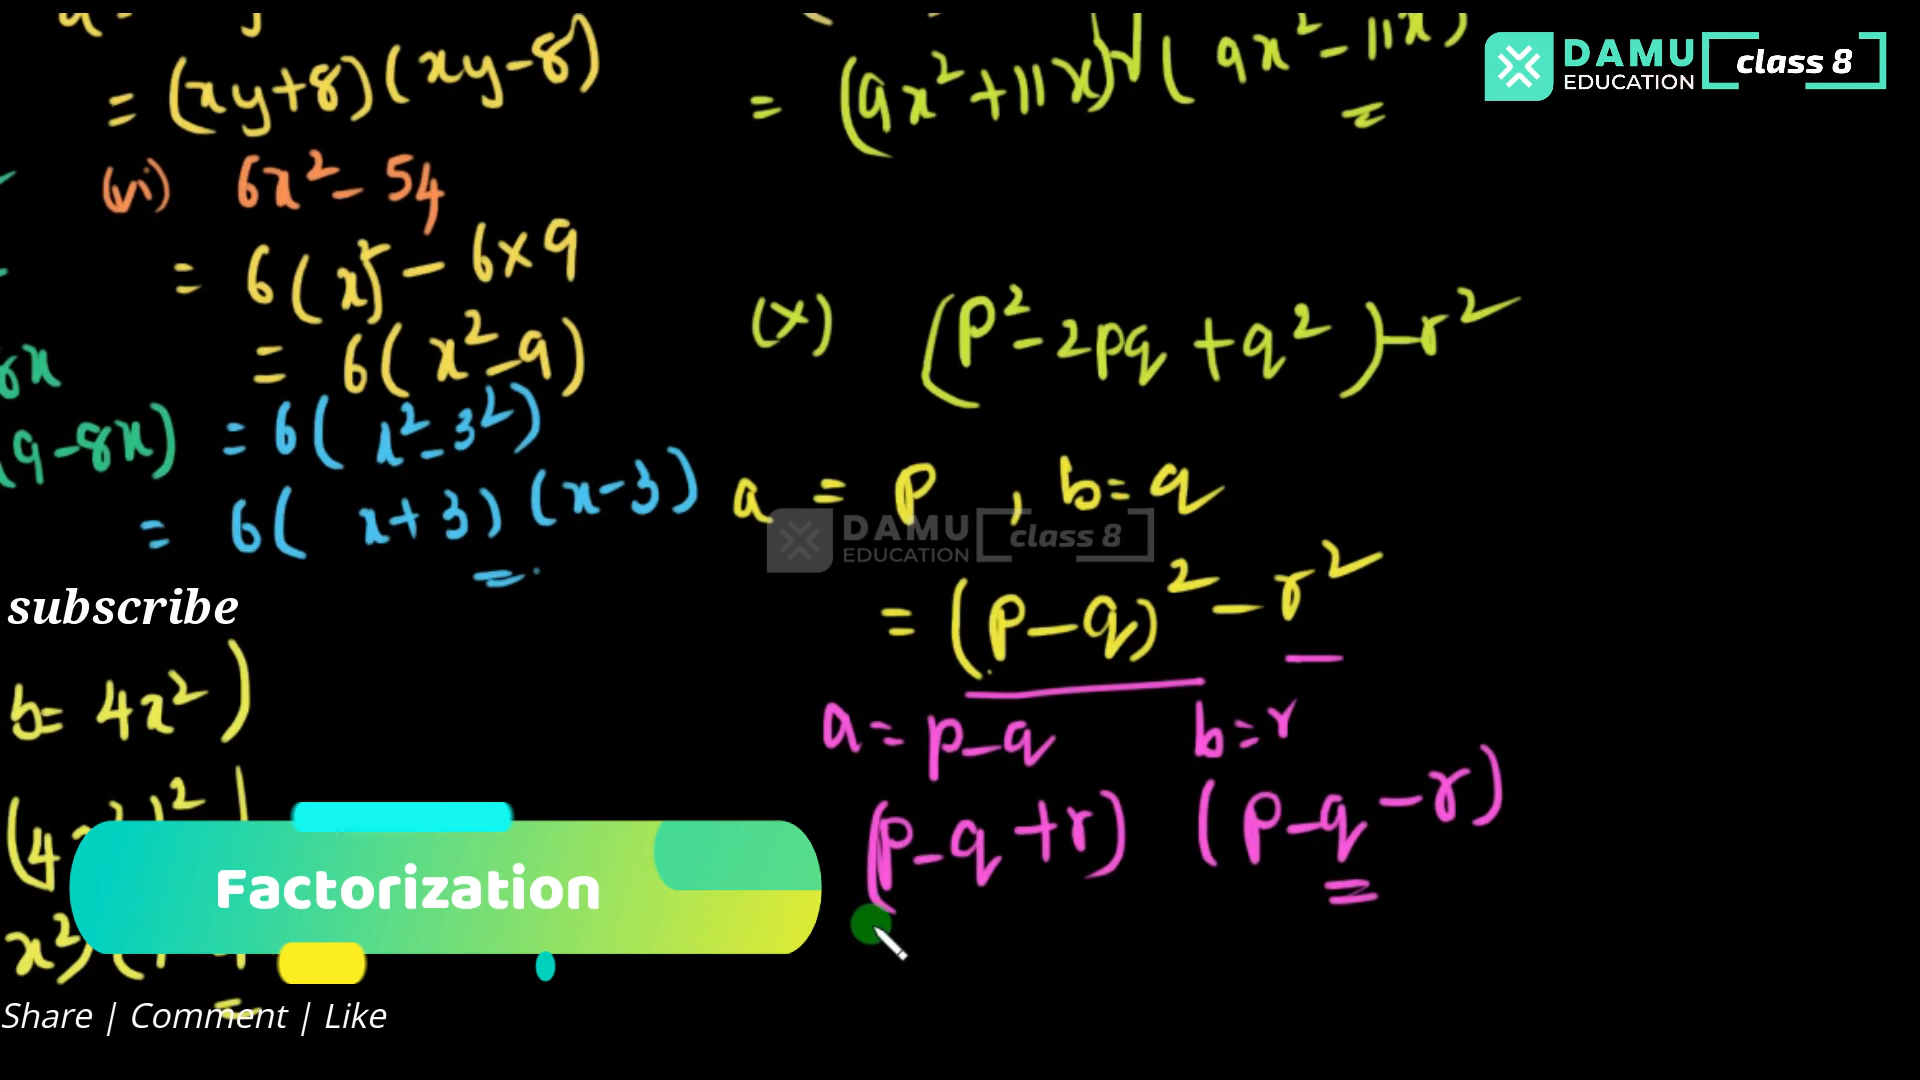 DAMU
EDUCATION
class 8
= (xy+8)(xy-8)
(vi) 6x² - 54
= 6(x²) - 6×9
= 6(x²-9)
= 6(x²-3²)
= 6(x+3)(x-3)
(9-8x)
subscribe
b= 4x²)
= (9x²+11x)(9x²-11x)
(x) (p²-2pq+q²)-r²
a = p , b=q
DAMU
EDUCATION
class 8
= (p-q)²-r²
a=p-q b=r
(p-q+r) (p-q-r)
Factorization
Share | Comment | Like